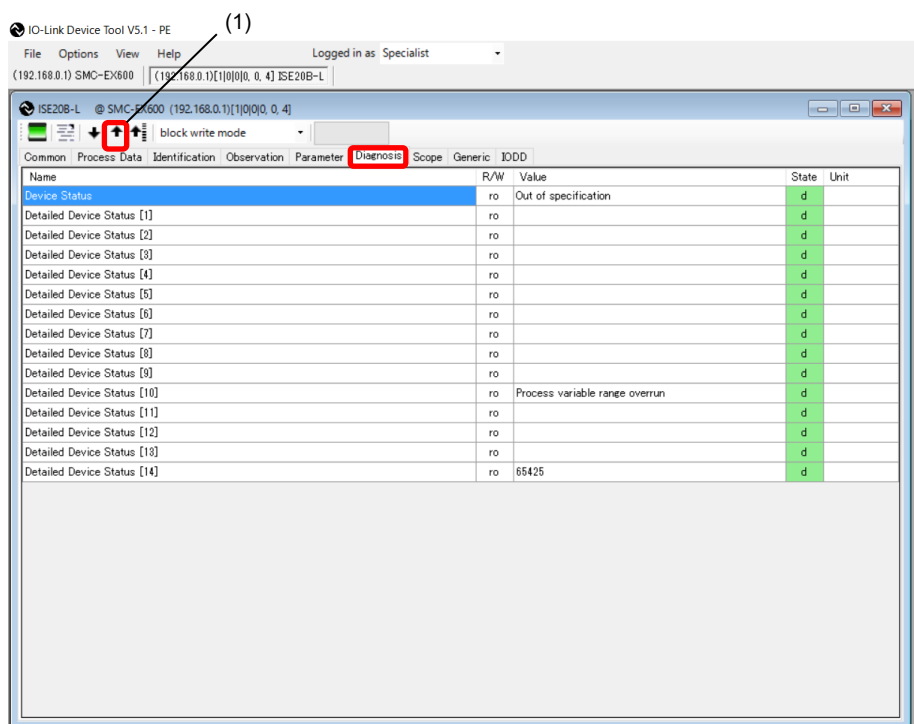 (1)
IO-Link Device Tool V5.1 - PE
File Options View Help Logged in as Specialist
(192.168.0.1) SMC-EX600 (192.168.0.1)[1|0|0|0, 0, 4] ISE20B-L
ISE20B-L @ SMC-EX600 (192.168.0.1)[1|0|0|0, 0, 4]
block write mode
Common Process Data Identification Observation Parameter Diagnosis Scope Generic IODD
Name R/W Value State Unit
Device Status ro Out of specification d
Detailed Device Status [1] ro d
Detailed Device Status [2] ro d
Detailed Device Status [3] ro d
Detailed Device Status [4] ro d
Detailed Device Status [5] ro d
Detailed Device Status [6] ro d
Detailed Device Status [7] ro d
Detailed Device Status [8] ro d
Detailed Device Status [9] ro d
Detailed Device Status [10] ro Process variable range overrun d
Detailed Device Status [11] ro d
Detailed Device Status [12] ro d
Detailed Device Status [13] ro d
Detailed Device Status [14] ro 65425 d